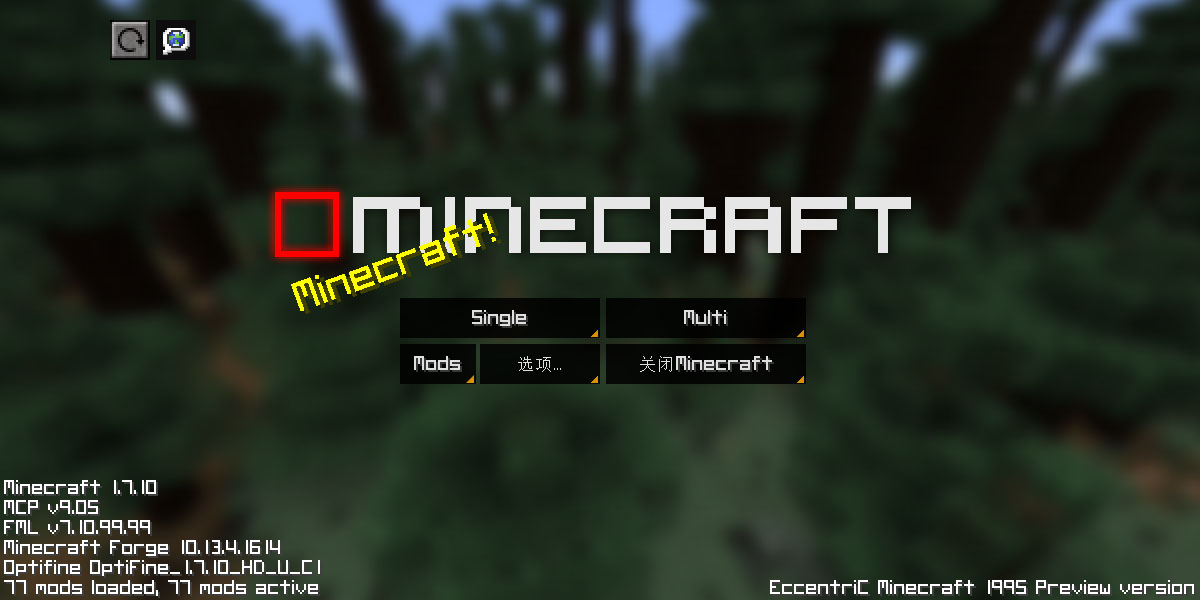 MINECRAFT
Minecraft!
Single
Multi
Mods
选项...
关闭Minecraft
Minecraft 1.7.10
MCP v9.05
FML v7.10.99.99
Minecraft Forge 10.13.4.1614
Optifine OptiFine_1.7.10_HD_U_C1
77 mods loaded, 77 mods active
EccentriC Minecraft 1995 Preview version